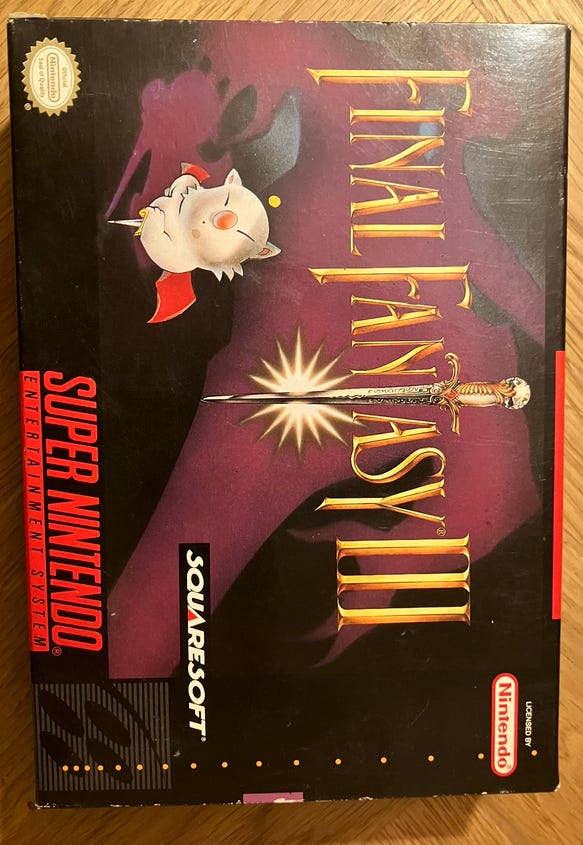 LICENSED BY
Nintendo®
FINAL FANTASY® III
SQUARESOFT®
SUPER NINTENDO®
ENTERTAINMENT SYSTEM
Official
Nintendo
Seal of Quality
®